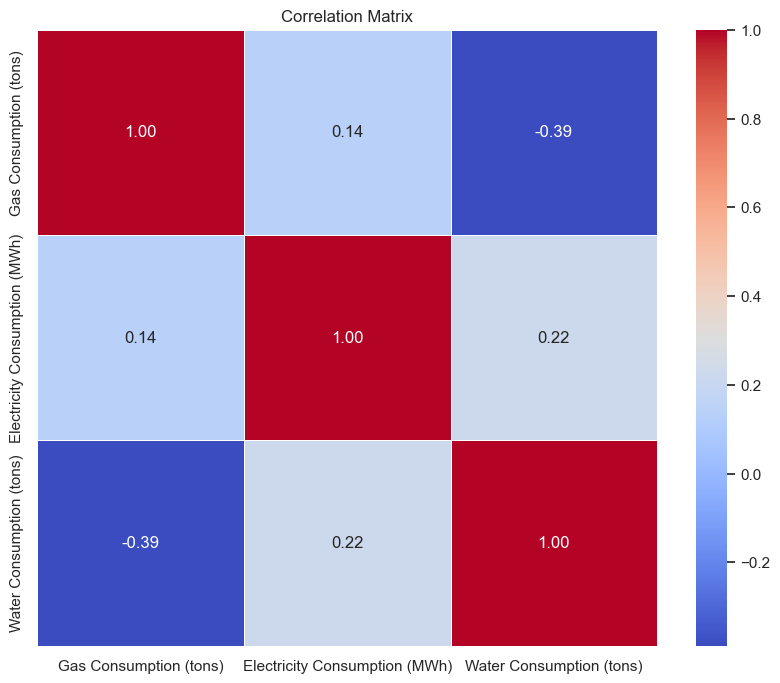 Correlation Matrix
Gas Consumption (tons)
Electricity Consumption (MWh)
Water Consumption (tons)
1.00 0.14 -0.39
0.14 1.00 0.22
-0.39 0.22 1.00
Gas Consumption (tons) Electricity Consumption (MWh) Water Consumption (tons)
1.0
0.8
0.6
0.4
0.2
0.0
−0.2